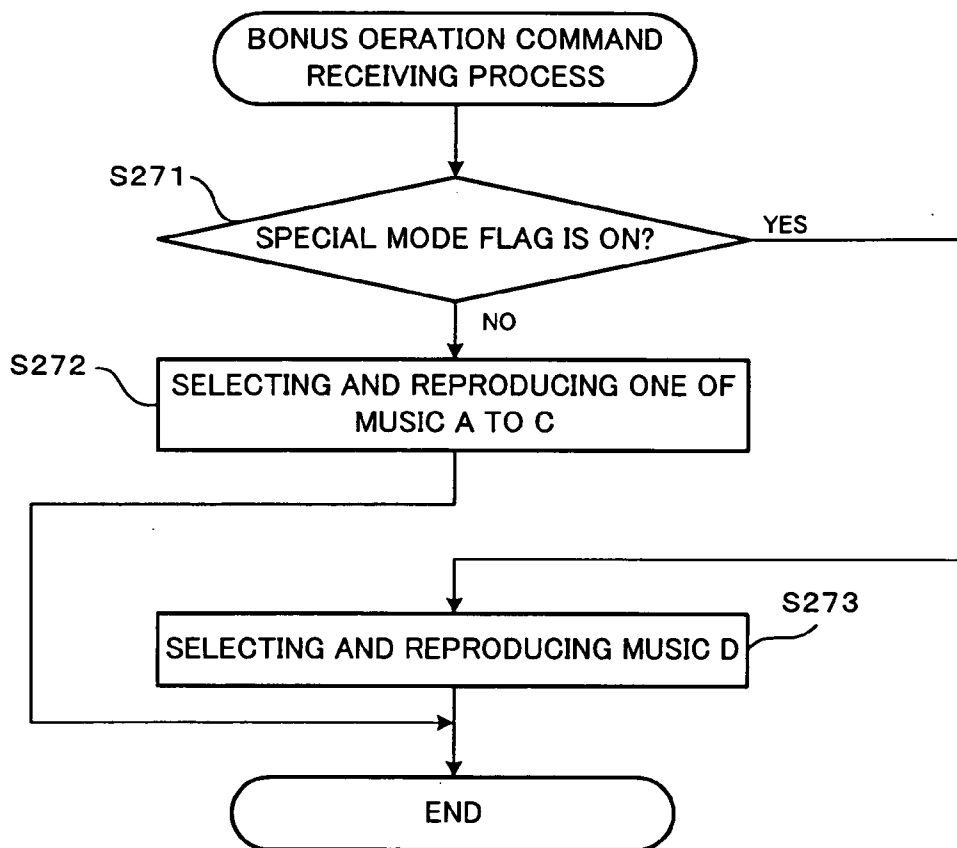 BONUS OERATION COMMAND
RECEIVING PROCESS
S271
SPECIAL MODE FLAG IS ON?
YES
NO
S272
SELECTING AND REPRODUCING ONE OF
MUSIC A TO C
S273
SELECTING AND REPRODUCING MUSIC D
END